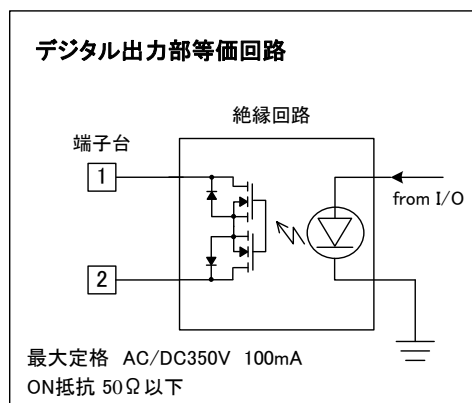 デジタル出力部等価回路
絶縁回路
端子台
1
from I/O
2
最大定格 AC/DC350V 100mA
ON抵抗 50Ω以下